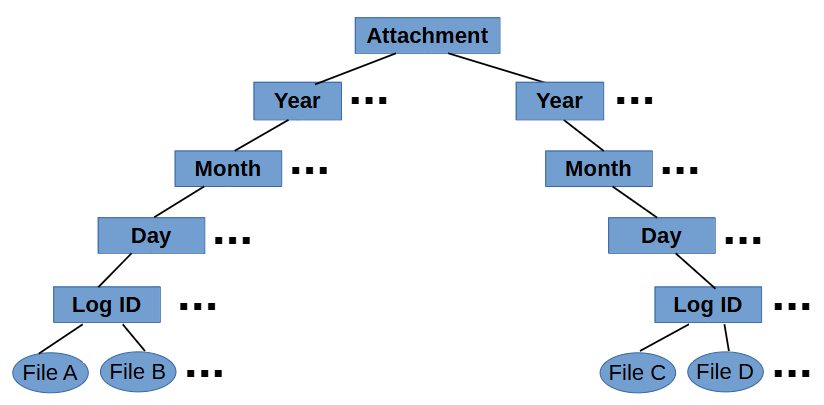 Attachment
Year ... Year ...
Month ... Month ...
Day ... Day ...
Log ID ... Log ID ...
File A File B ... File C File D ...